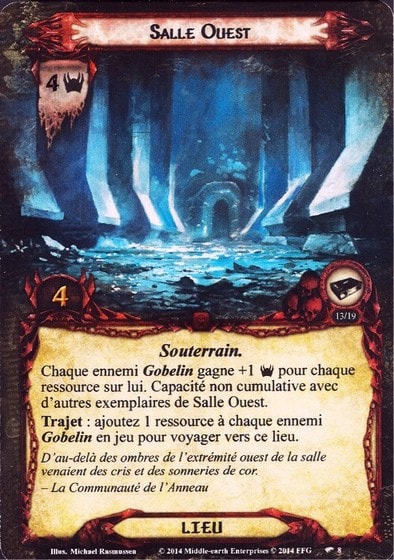 Salle Ouest
4
4
13/19
Souterrain.
Chaque ennemi Gobelin gagne +1 pour chaque
ressource sur lui. Capacité non cumulative avec
d'autres exemplaires de Salle Ouest.
Trajet : ajoutez 1 ressource à chaque ennemi
Gobelin en jeu pour voyager vers ce lieu.
D'au-delà des ombres de l'extrémité ouest de la salle
venaient des cris et des sonneries de cor.
– La Communauté de l'Anneau
LIEU
Illus. Michael Rasmussen © 2014 Middle-earth Enterprises © 2014 FFG 8